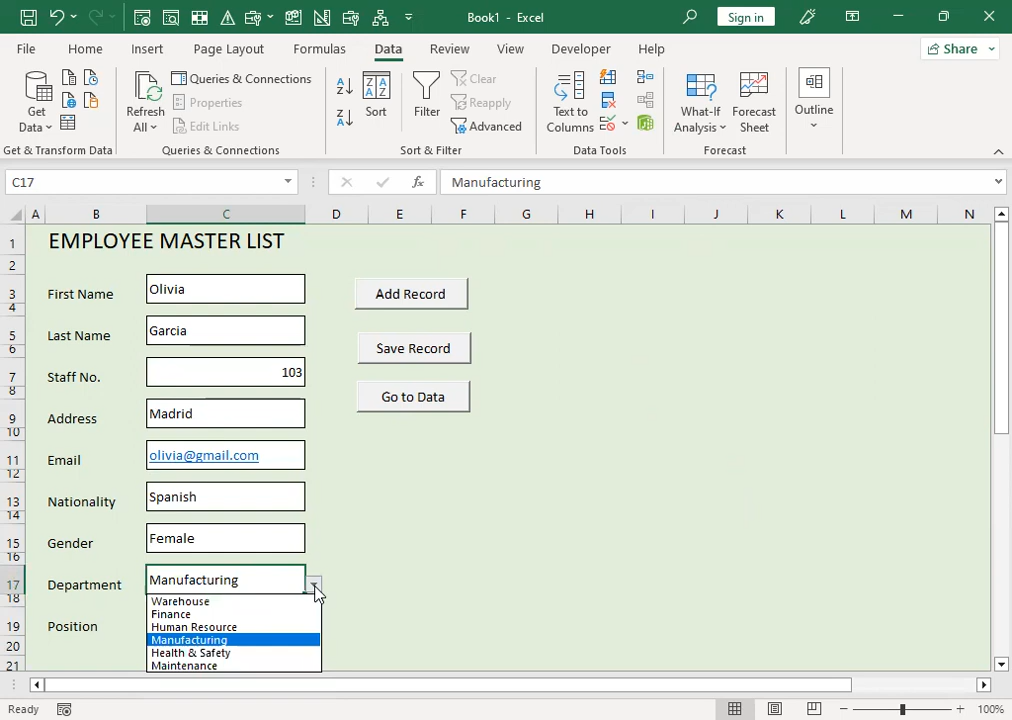 Book1 - Excel
Sign in
File Home Insert Page Layout Formulas Data Review View Developer Help
Share
Get Data
Refresh All
Queries & Connections
Properties
Edit Links
Sort
Filter
Clear
Reapply
Advanced
Text to Columns
What-If Analysis
Forecast Sheet
Outline
Get & Transform Data Queries & Connections Sort & Filter Data Tools Forecast
C17 fx Manufacturing
A B C D E F G H I J K L M N
1 EMPLOYEE MASTER LIST
2
3 First Name Olivia Add Record
4
5 Last Name Garcia Save Record
6
7 Staff No. 103 Go to Data
8
9 Address Madrid
10
11 Email olivia@gmail.com
12
13 Nationality Spanish
14
15 Gender Female
16
17 Department Manufacturing
18 Warehouse
Finance
19 Position Human Resource
Manufacturing
20 Health & Safety
21 Maintenance
Ready 100%